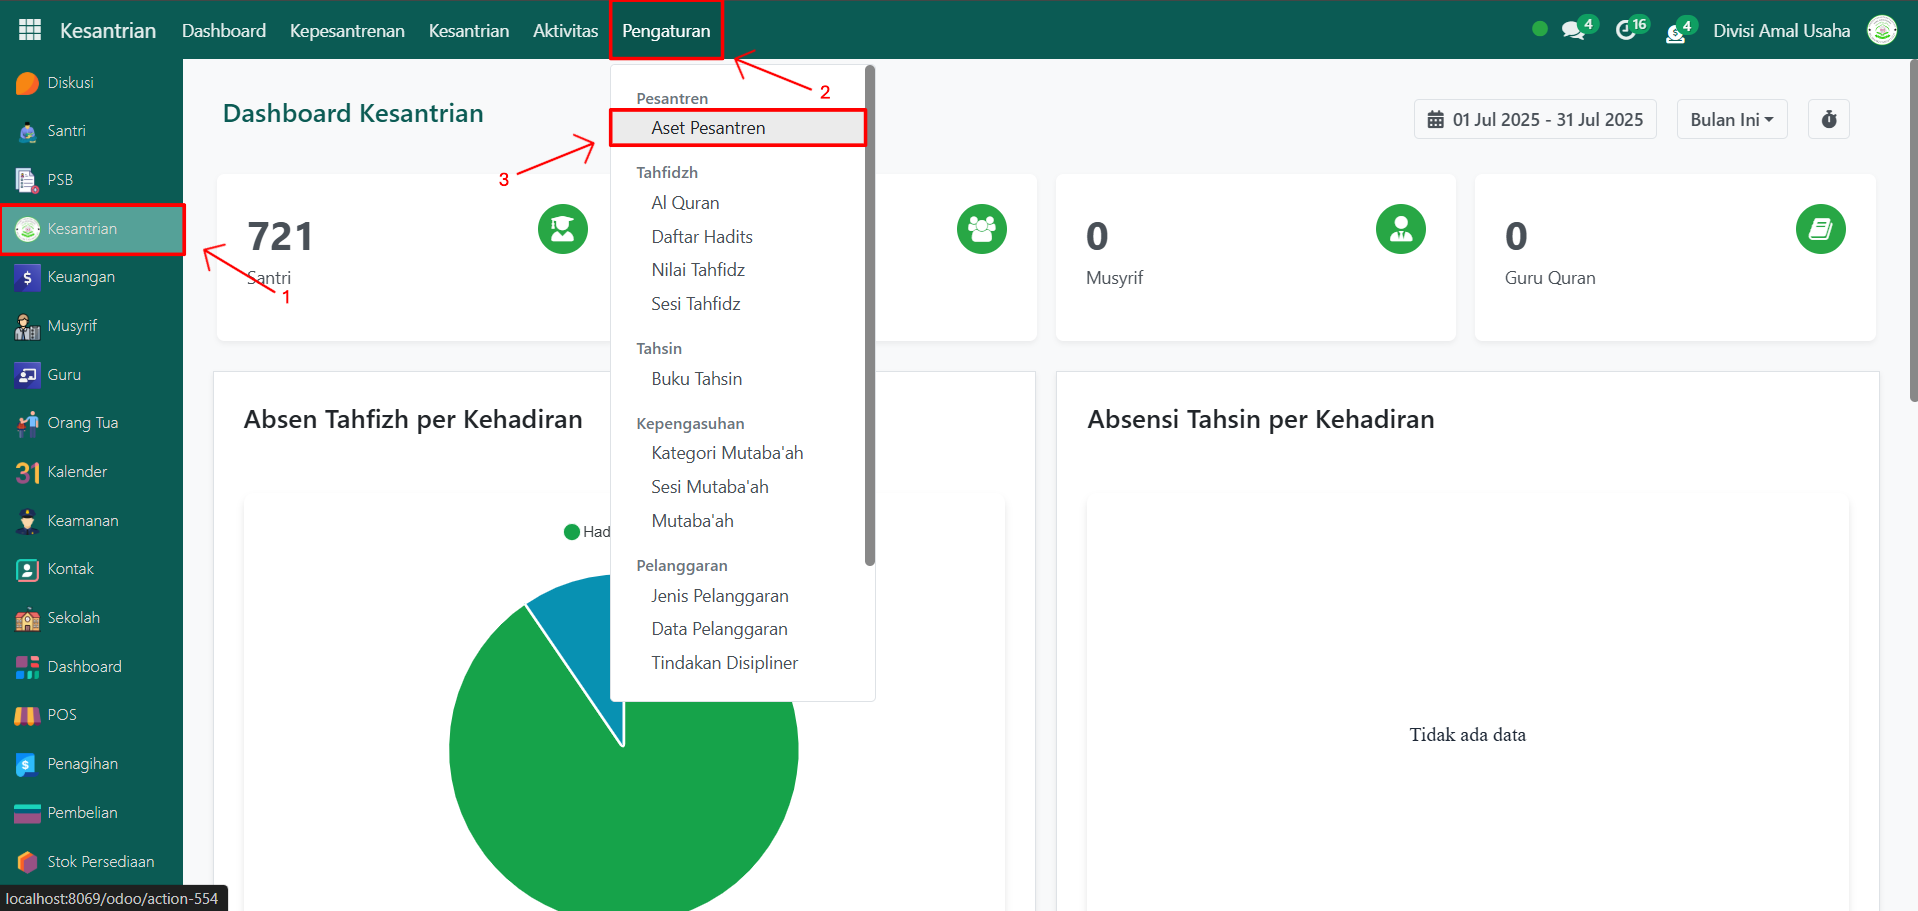 Kesantrian
Dashboard
Kepesantrenan
Kesantrian
Aktivitas
Pengaturan
4
16
4
Divisi Amal Usaha
Diskusi
Santri
PSB
Kesantrian
Keuangan
Musyrif
Guru
Orang Tua
31
Kalender
Keamanan
Kontak
Sekolah
Dashboard
POS
Penagihan
Pembelian
Stok Persediaan
localhost:8069/odoo/action-554
Dashboard Kesantrian
01 Jul 2025 - 31 Jul 2025
Bulan Ini
1
2
3
Pesantren
Aset Pesantren
Tahfidzh
Al Quran
Daftar Hadits
Nilai Tahfidz
Sesi Tahfidz
Tahsin
Buku Tahsin
Kepengasuhan
Kategori Mutaba'ah
Sesi Mutaba'ah
Mutaba'ah
Pelanggaran
Jenis Pelanggaran
Data Pelanggaran
Tindakan Disipliner
721
Santri
0
Musyrif
0
Guru Quran
Absen Tahfizh per Kehadiran
Had
Absensi Tahsin per Kehadiran
Tidak ada data